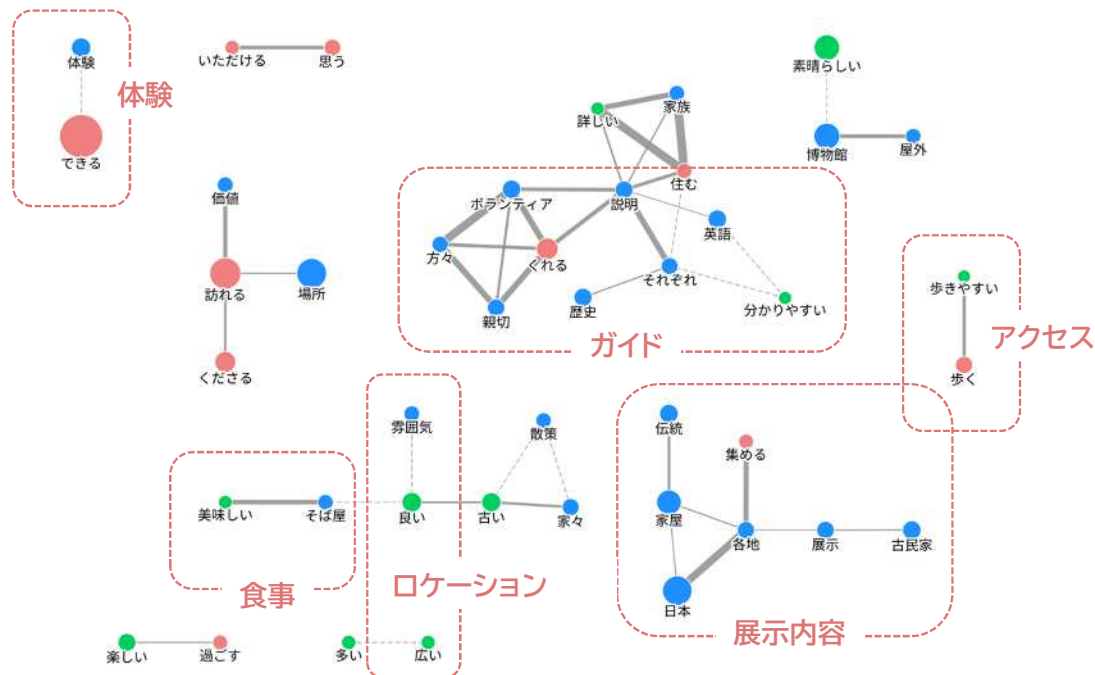 体験
体験
できる
いただける
思う
素晴らしい
博物館
屋外
家族
詳しい
住む
価値
訪れる
場所
くださる
ボランティア
説明
英語
方々
くれる
それぞれ
親切
歴史
分かりやすい
ガイド
歩きやすい
歩く
アクセス
雰囲気
散策
美味しい
そば屋
良い
古い
家々
食事
ロケーション
伝統
集める
家屋
各地
展示
古民家
日本
展示内容
楽しい
過ごす
多い
広い